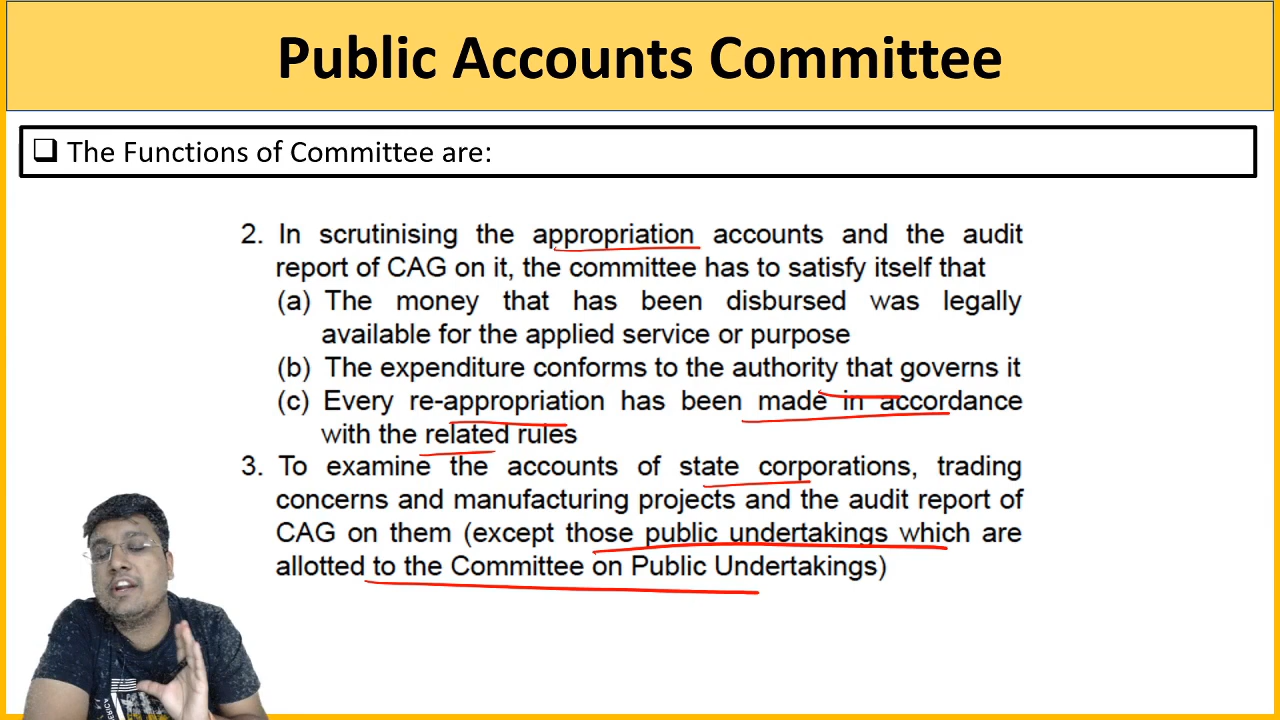 Public Accounts Committee
The Functions of Committee are:
2. In scrutinising the appropriation accounts and the audit
report of CAG on it, the committee has to satisfy itself that
(a) The money that has been disbursed was legally
available for the applied service or purpose
(b) The expenditure conforms to the authority that governs it
(c) Every re-appropriation has been made in accordance
with the related rules
3. To examine the accounts of state corporations, trading
concerns and manufacturing projects and the audit report of
CAG on them (except those public undertakings which are
allotted to the Committee on Public Undertakings)